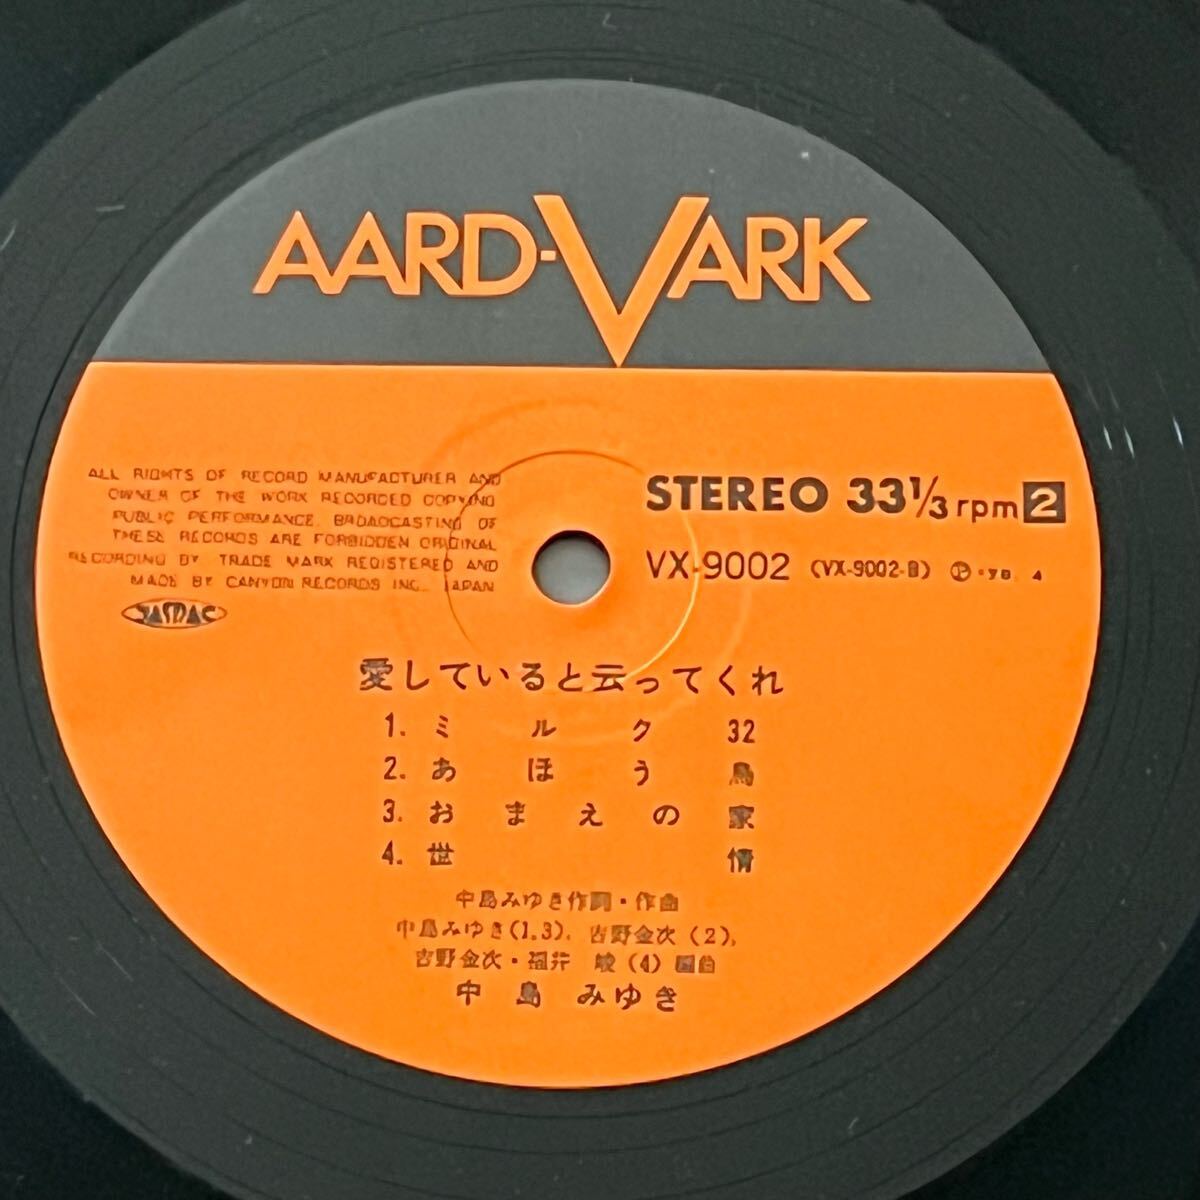 AARD-VARK
ALL RIGHTS OF RECORD MANUFACTURER AND
OWNER OF THE WORK RECORDED COPYING
PUBLIC PERFORMANCE, BROADCASTING OF
THESE RECORDS ARE FORBIDDEN ORIGINAL
RECORDING BY TRADE MARK REGISTERED AND
MADE BY CANYON RECORDS INC., JAPAN
JASRAC
STEREO 33 1/3 rpm 2
VX-9002 (VX-9002-B) Ⓟ '78. 4
愛していると云ってくれ
1. ミルク 32
2. あほう鳥
3. おまえの家
4. 世情
中島みゆき作詞・作曲
中島みゆき(1.3), 吉野金次(2),
吉野金次・福井 峻(4) 編曲
中島 みゆき